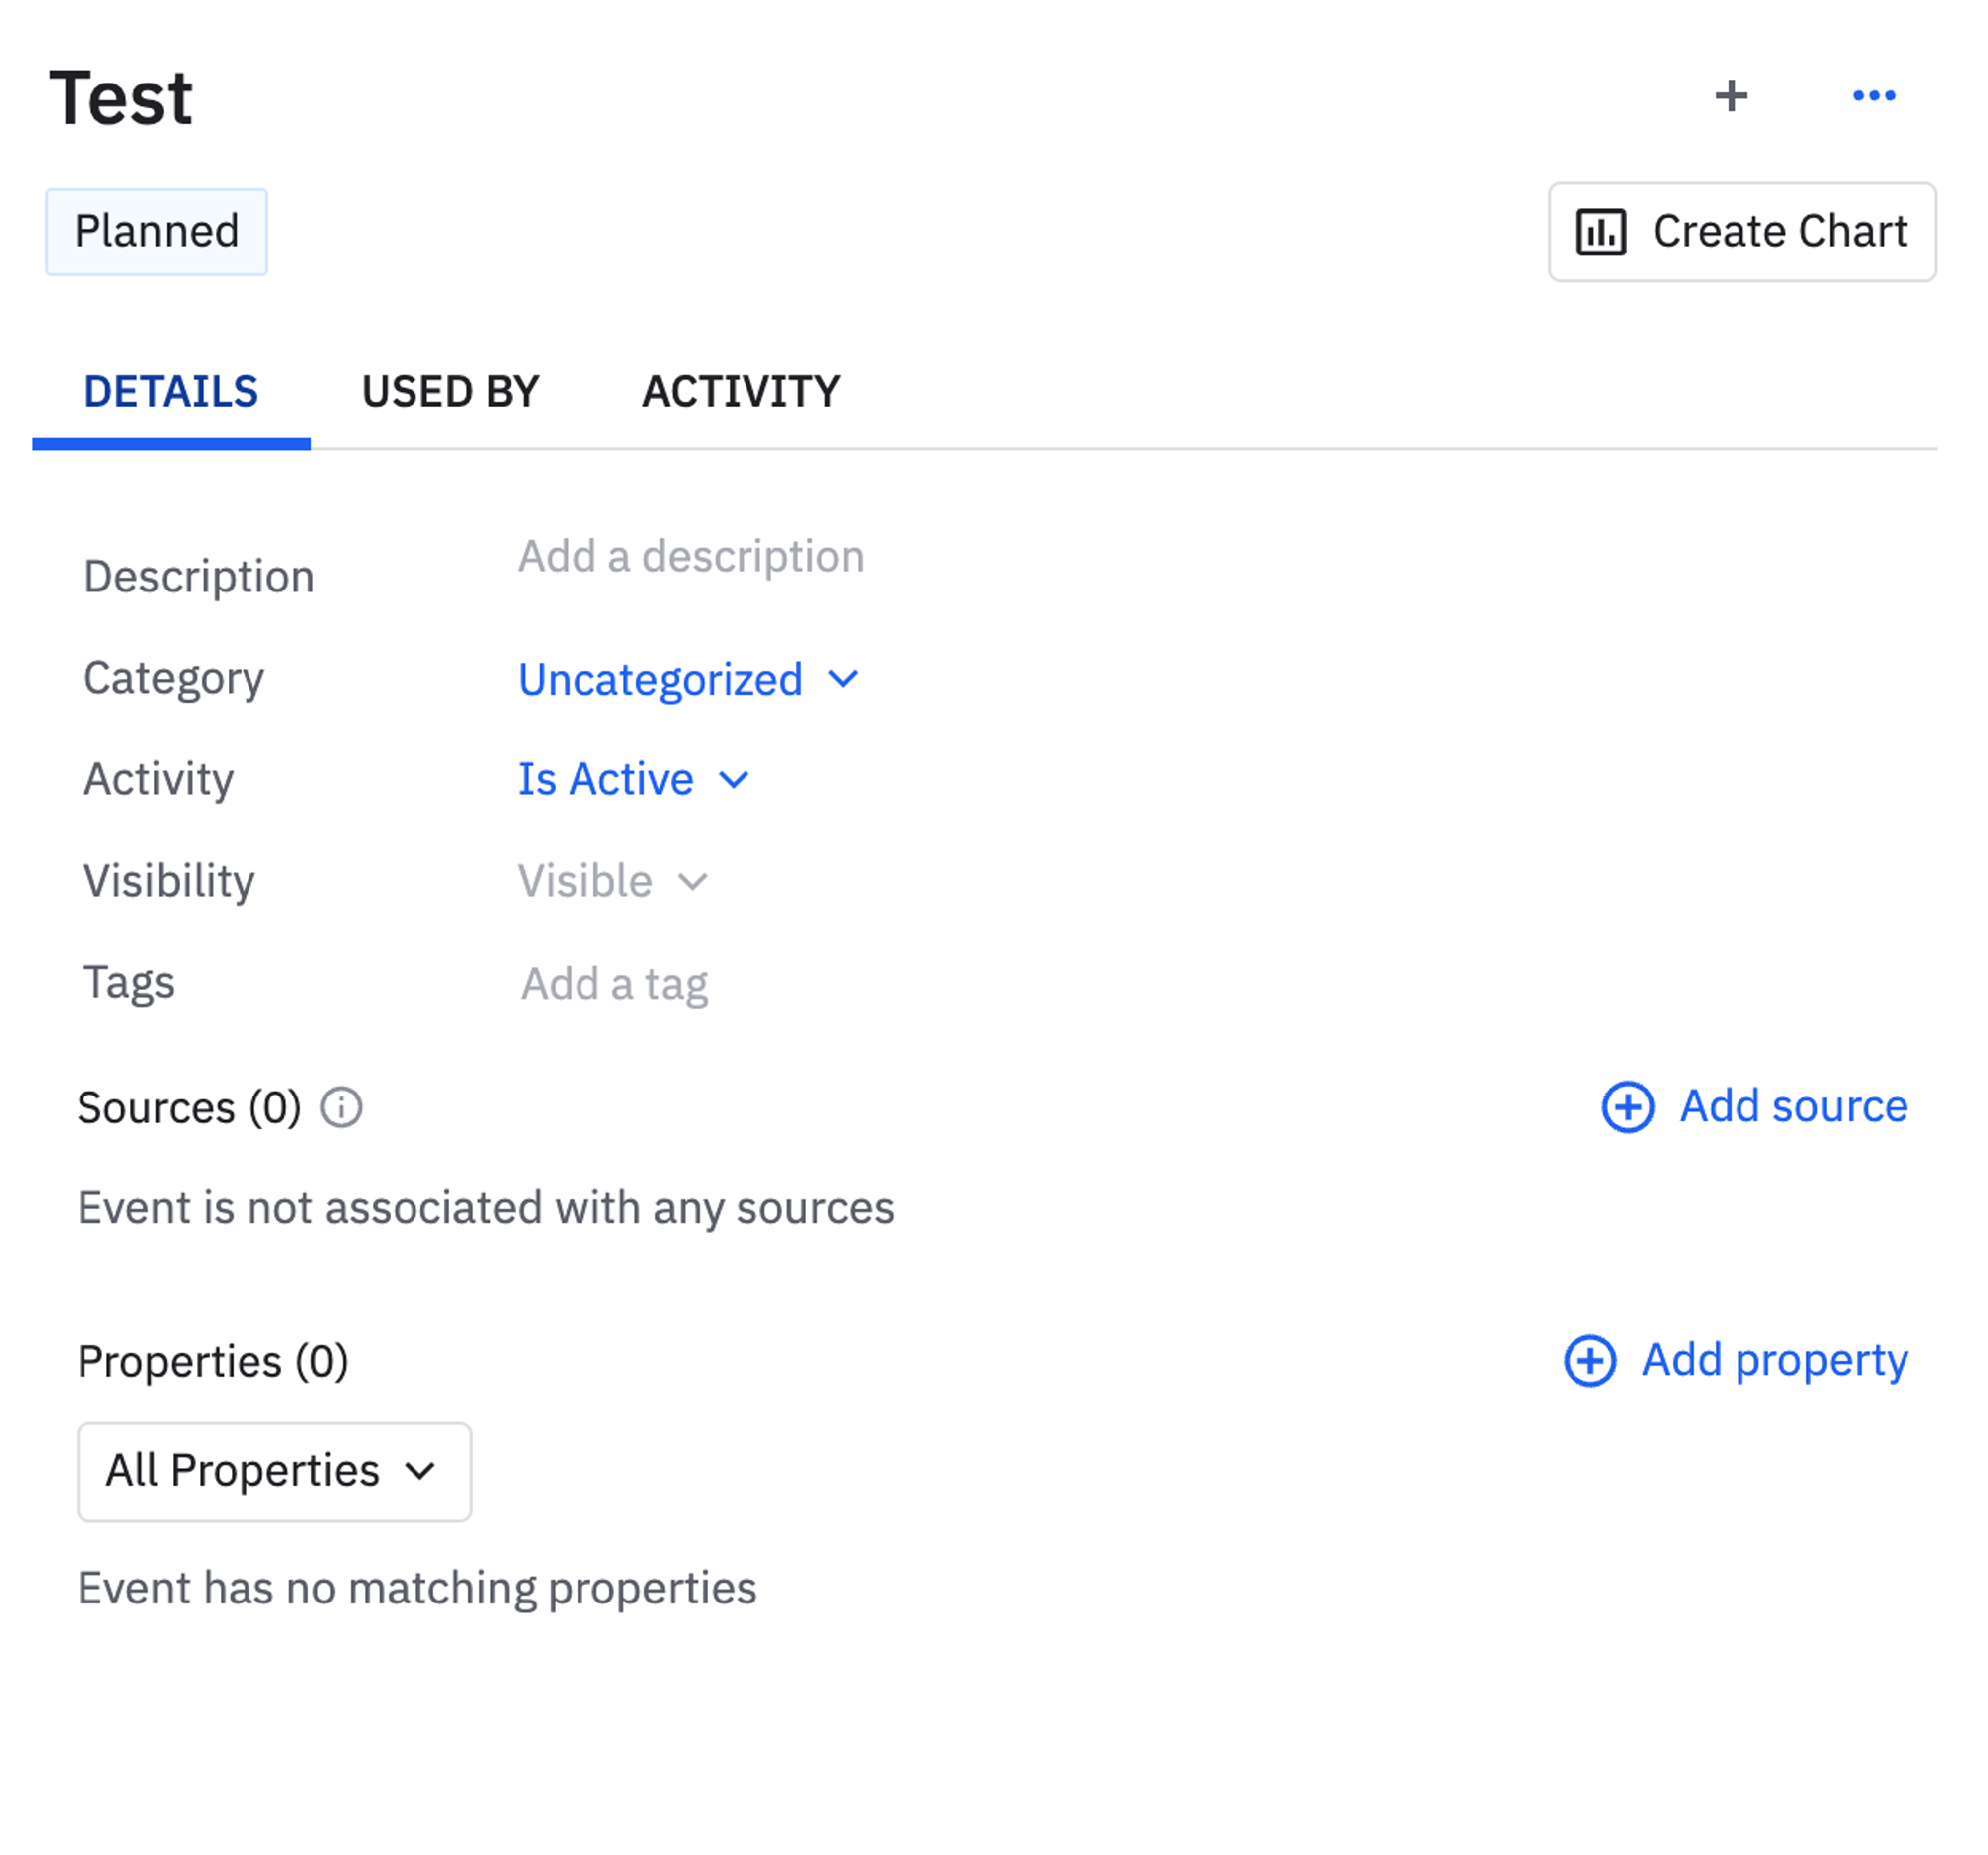 Test
Planned
Create Chart
DETAILS USED BY ACTIVITY
Description Add a description
Category Uncategorized
Activity Is Active
Visibility Visible
Tags Add a tag
Sources (0) Add source
Event is not associated with any sources
Properties (0) Add property
All Properties
Event has no matching properties